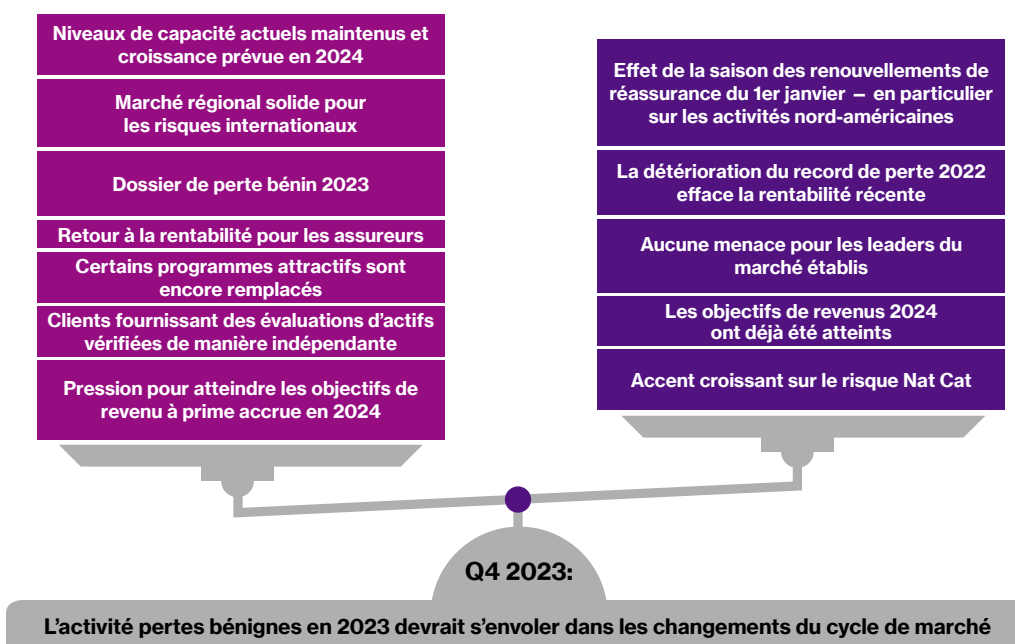 Niveaux de capacité actuels maintenus et
croissance prévue en 2024
Marché régional solide pour
les risques internationaux
Dossier de perte bénin 2023
Retour à la rentabilité pour les assureurs
Certains programmes attractifs sont
encore remplacés
Clients fournissant des évaluations d’actifs
vérifiées de manière indépendante
Pression pour atteindre les objectifs de
revenu à prime accrue en 2024
Effet de la saison des renouvellements de
réassurance du 1er janvier – en particulier
sur les activités nord-américaines
La détérioration du record de perte 2022
efface la rentabilité récente
Aucune menace pour les leaders du
marché établis
Les objectifs de revenus 2024
ont déjà été atteints
Accent croissant sur le risque Nat Cat
Q4 2023:
L’activité pertes bénignes en 2023 devrait s’envoler dans les changements du cycle de marché